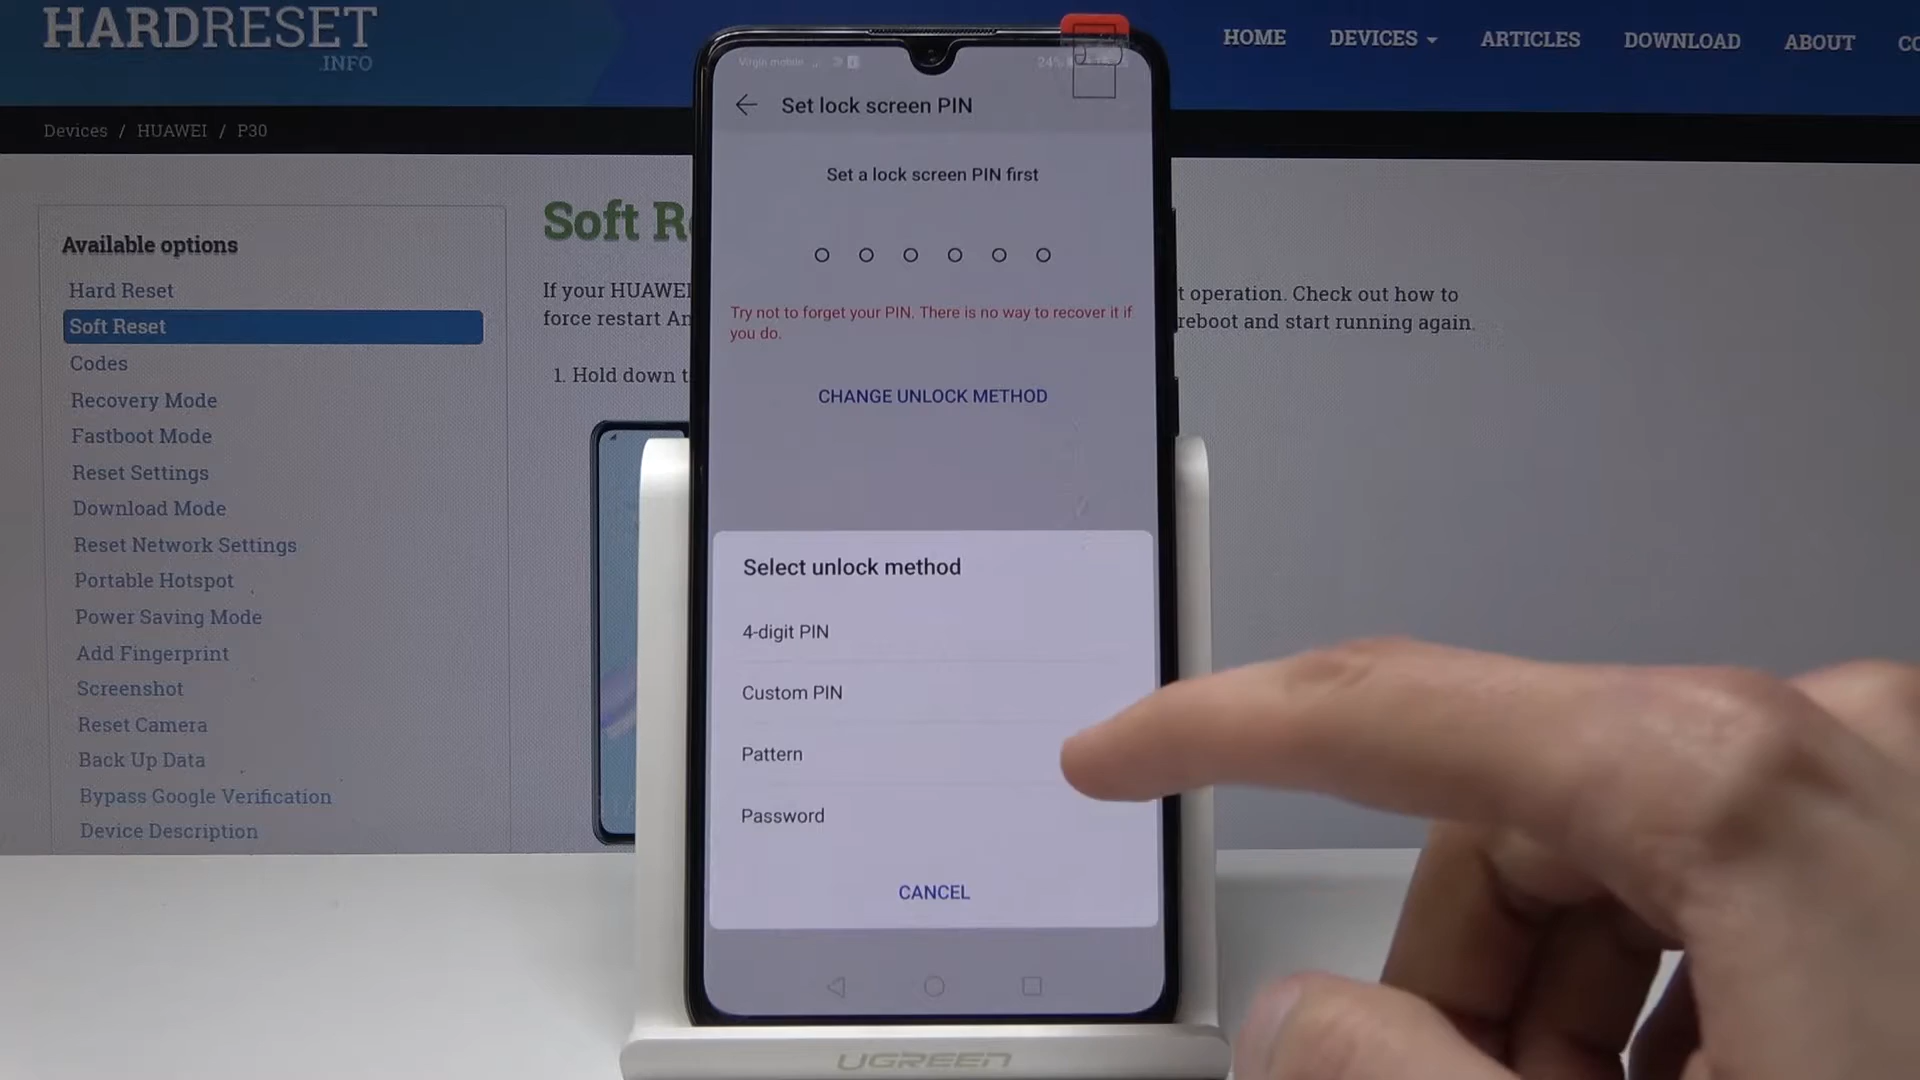 HARDRESET
.INFO
HOME DEVICES ARTICLES DOWNLOAD ABOUT
Devices / HUAWEI / P30
Available options
Hard Reset
Soft Reset
Codes
Recovery Mode
Fastboot Mode
Reset Settings
Download Mode
Reset Network Settings
Portable Hotspot
Power Saving Mode
Add Fingerprint
Screenshot
Reset Camera
Back Up Data
Bypass Google Verification
Device Description
Soft R
If your HUAWEI
t operation. Check out how to
force restart An
reboot and start running again.
1. Hold down t
Virgin mobile
24%
Set lock screen PIN
Set a lock screen PIN first
Try not to forget your PIN. There is no way to recover it if
you do.
CHANGE UNLOCK METHOD
Select unlock method
4-digit PIN
Custom PIN
Pattern
Password
CANCEL
UGREEN